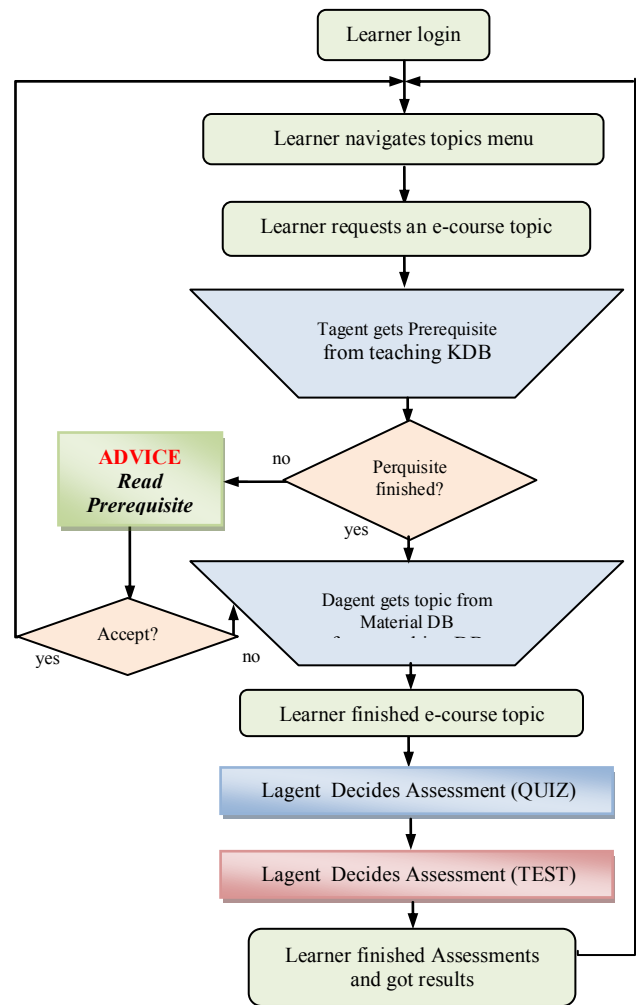 Learner login
Learner navigates topics menu
Learner requests an e-course topic
Tagent gets Prerequisite
from teaching KDB
no
ADVICE
Read
Prerequisite
Perquisite
finished?
yes
Accept?
yes
no
Dagent gets topic from
Material DB
Learner finished e-course topic
Lagent Decides Assessment (QUIZ)
Lagent Decides Assessment (TEST)
Learner finished Assessments
and got results